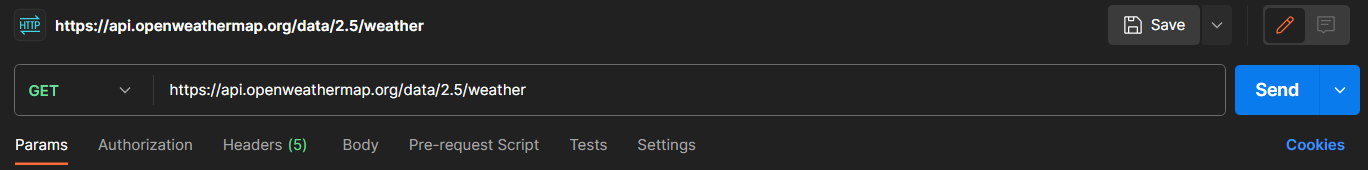 HTTP https://api.openweathermap.org/data/2.5/weather Save
GET https://api.openweathermap.org/data/2.5/weather Send
Params Authorization Headers (5) Body Pre-request Script Tests Settings Cookies